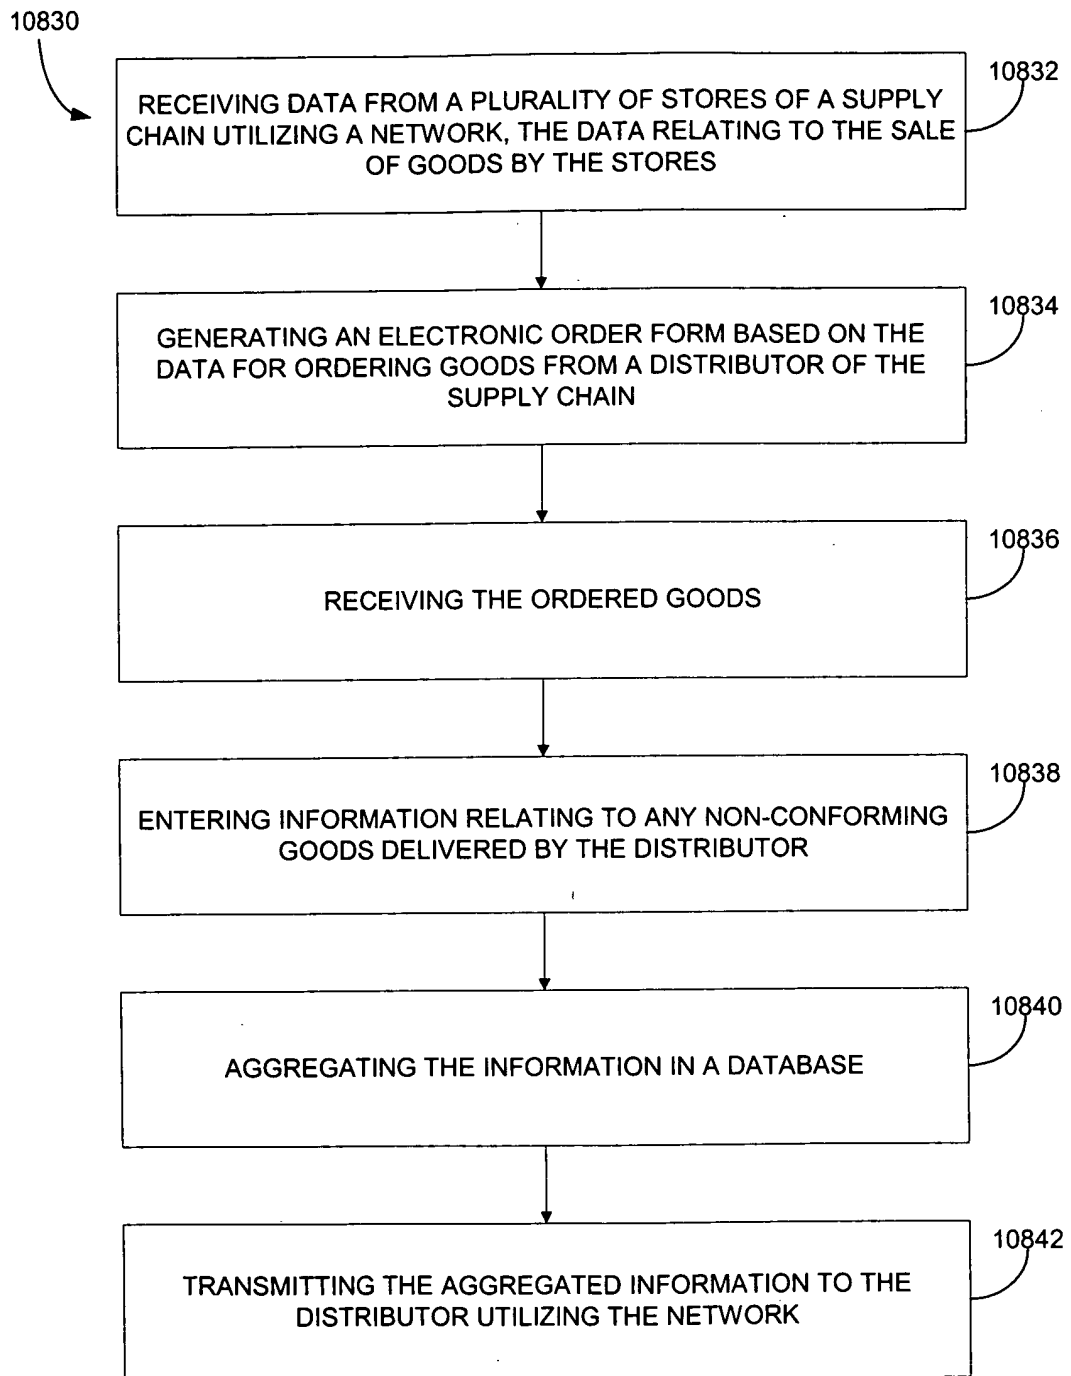 10830
10832
RECEIVING DATA FROM A PLURALITY OF STORES OF A SUPPLY
CHAIN UTILIZING A NETWORK, THE DATA RELATING TO THE SALE
OF GOODS BY THE STORES
10834
GENERATING AN ELECTRONIC ORDER FORM BASED ON THE
DATA FOR ORDERING GOODS FROM A DISTRIBUTOR OF THE
SUPPLY CHAIN
10836
RECEIVING THE ORDERED GOODS
10838
ENTERING INFORMATION RELATING TO ANY NON-CONFORMING
GOODS DELIVERED BY THE DISTRIBUTOR
10840
AGGREGATING THE INFORMATION IN A DATABASE
10842
TRANSMITTING THE AGGREGATED INFORMATION TO THE
DISTRIBUTOR UTILIZING THE NETWORK